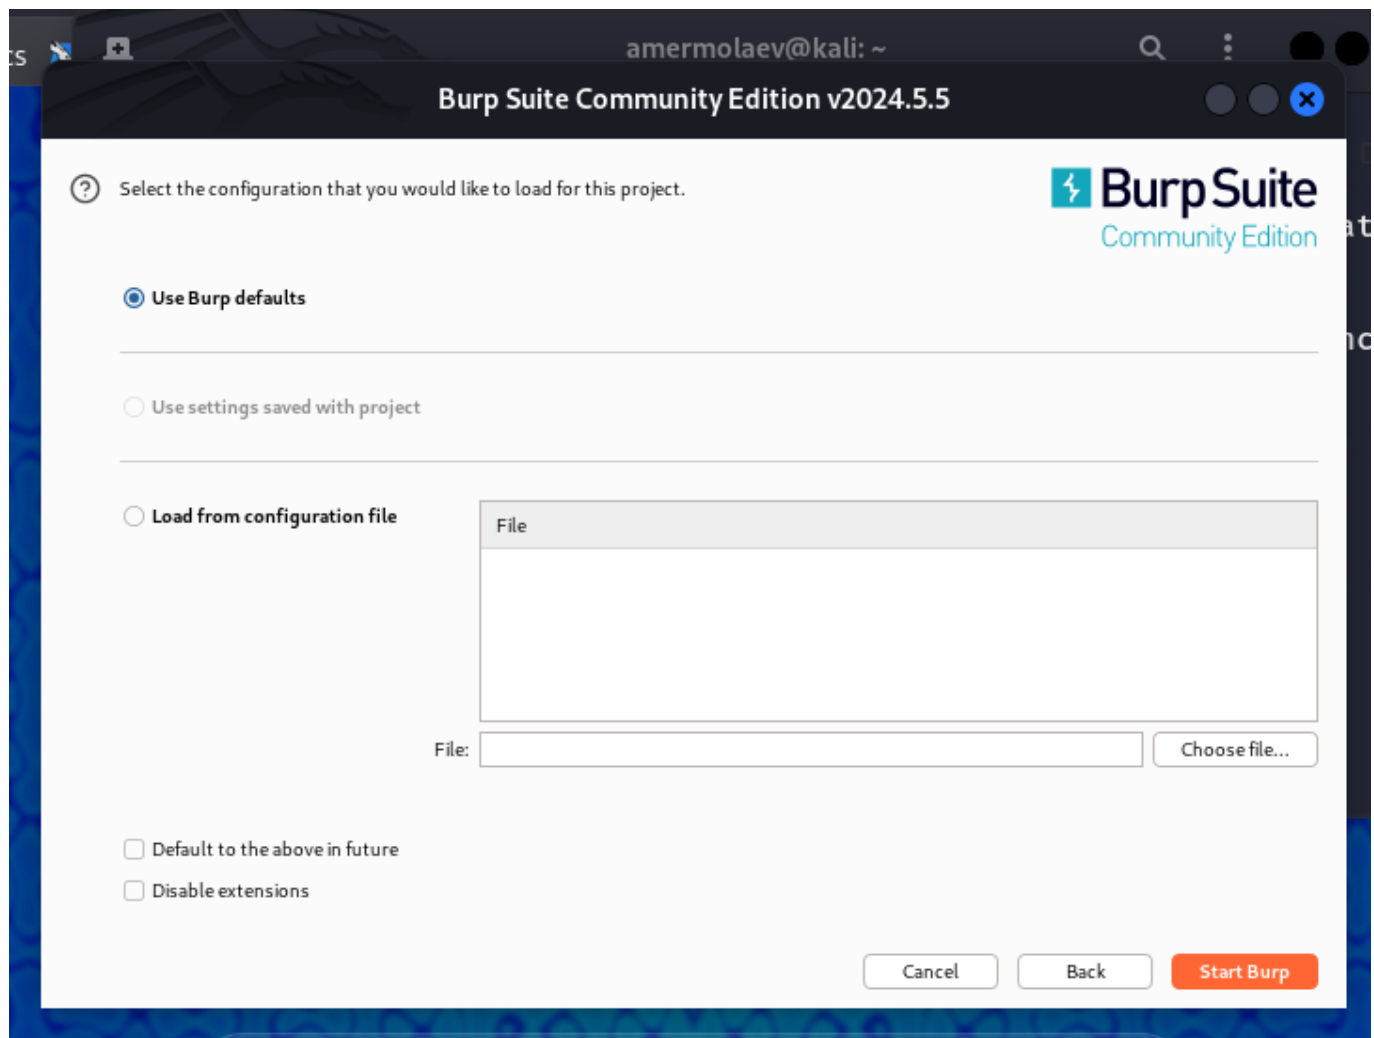 amermolaev@kali: ~
Burp Suite Community Edition v2024.5.5
Select the configuration that you would like to load for this project.
Burp Suite
Community Edition
Use Burp defaults
Use settings saved with project
Load from configuration file
File
File:
Choose file...
Default to the above in future
Disable extensions
Cancel
Back
Start Burp